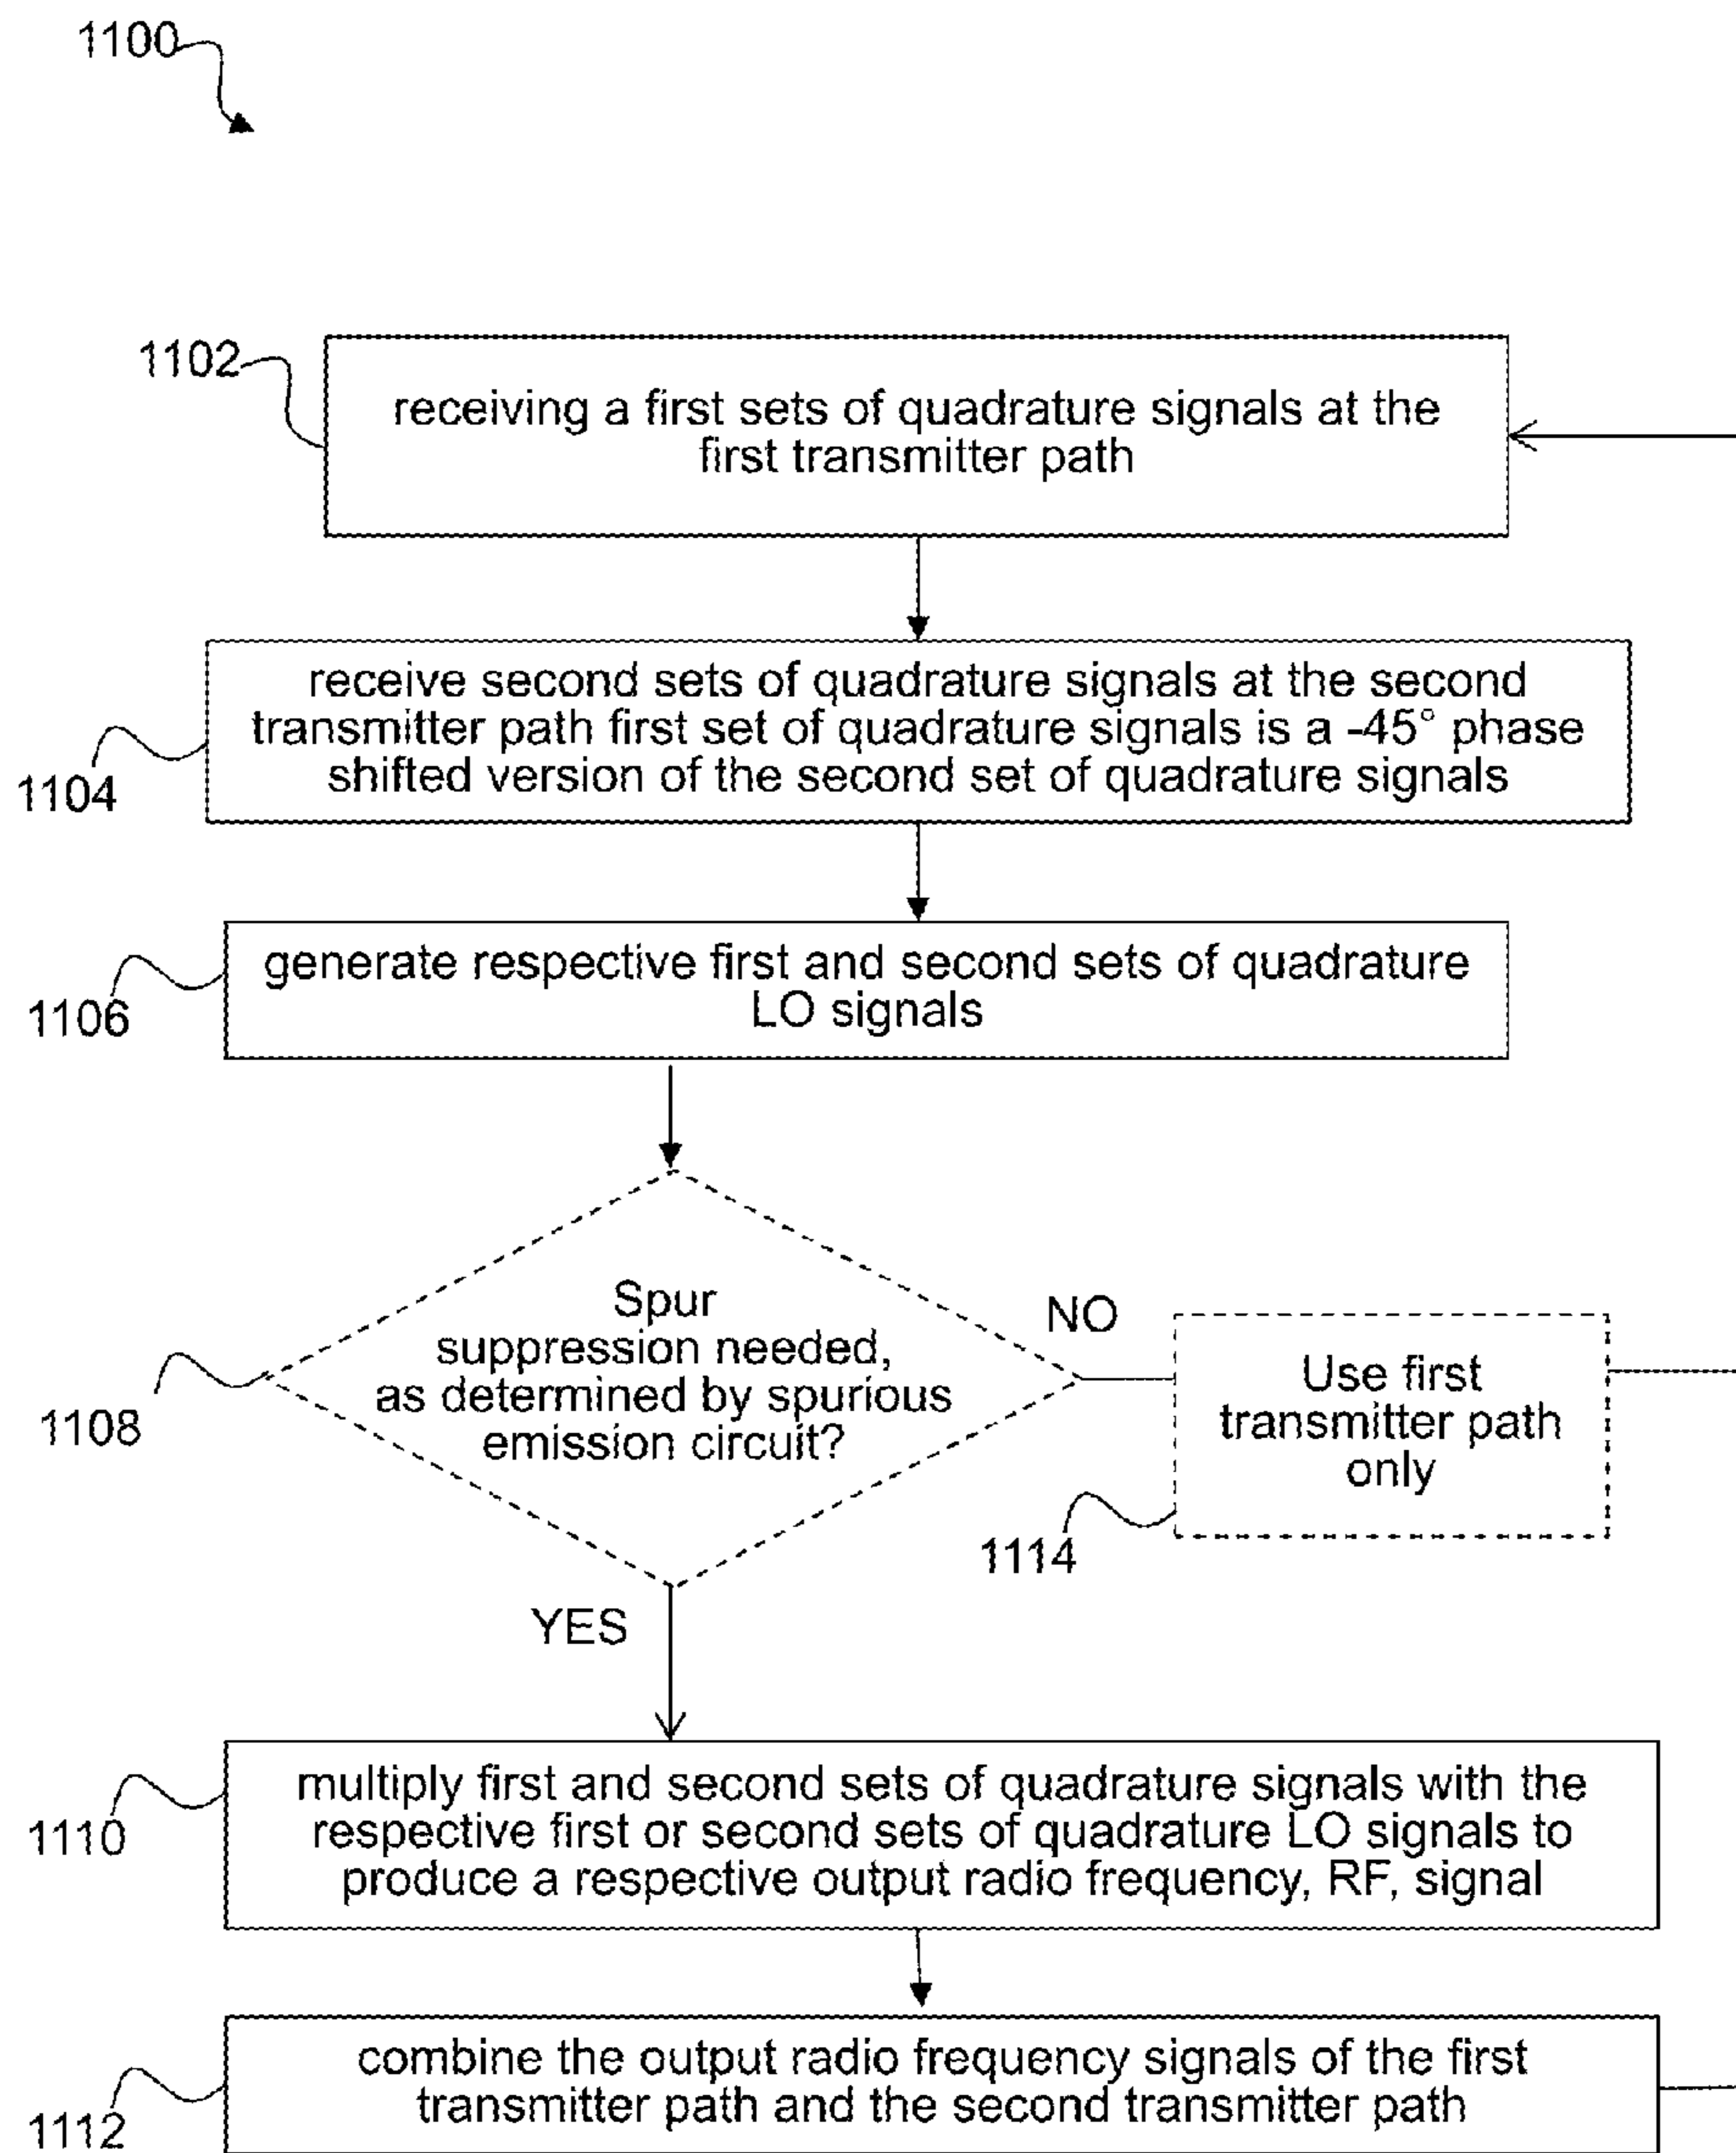 1100
1102
receiving a first sets of quadrature signals at the
first transmitter path
receive second sets of quadrature signals at the second
transmitter path first set of quadrature signals is a -45° phase
shifted version of the second set of quadrature signals
1104
generate respective first and second sets of quadrature
LO signals
1106
Spur
suppression needed,
as determined by spurious
emission circuit?
1108
NO
Use first
transmitter path
only
1114
YES
multiply first and second sets of quadrature signals with the
respective first or second sets of quadrature LO signals to
produce a respective output radio frequency, RF, signal
1110
combine the output radio frequency signals of the first
transmitter path and the second transmitter path
1112